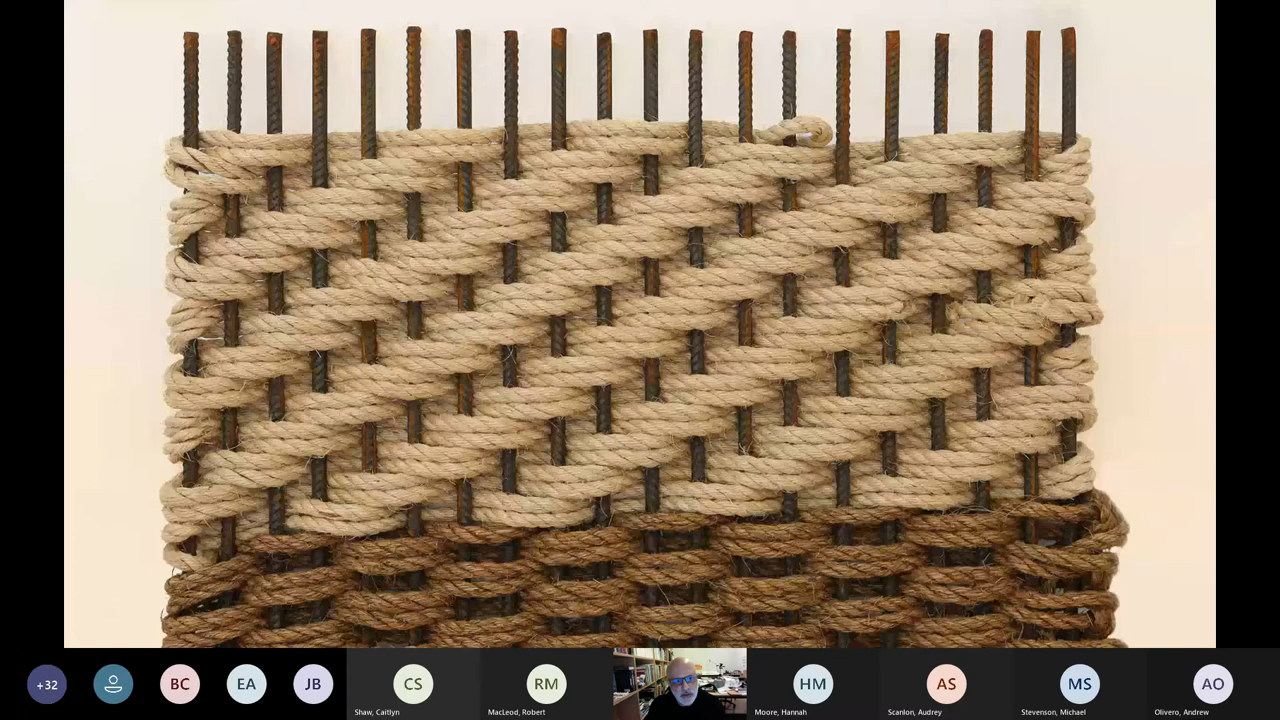 +32
BC
EA
JB
CS
RM
HM
AS
MS
AO
Shaw, Caitlyn
MacLeod, Robert
Moore, Hannah
Scanlon, Audrey
Stevenson, Michael
Olivero, Andrew